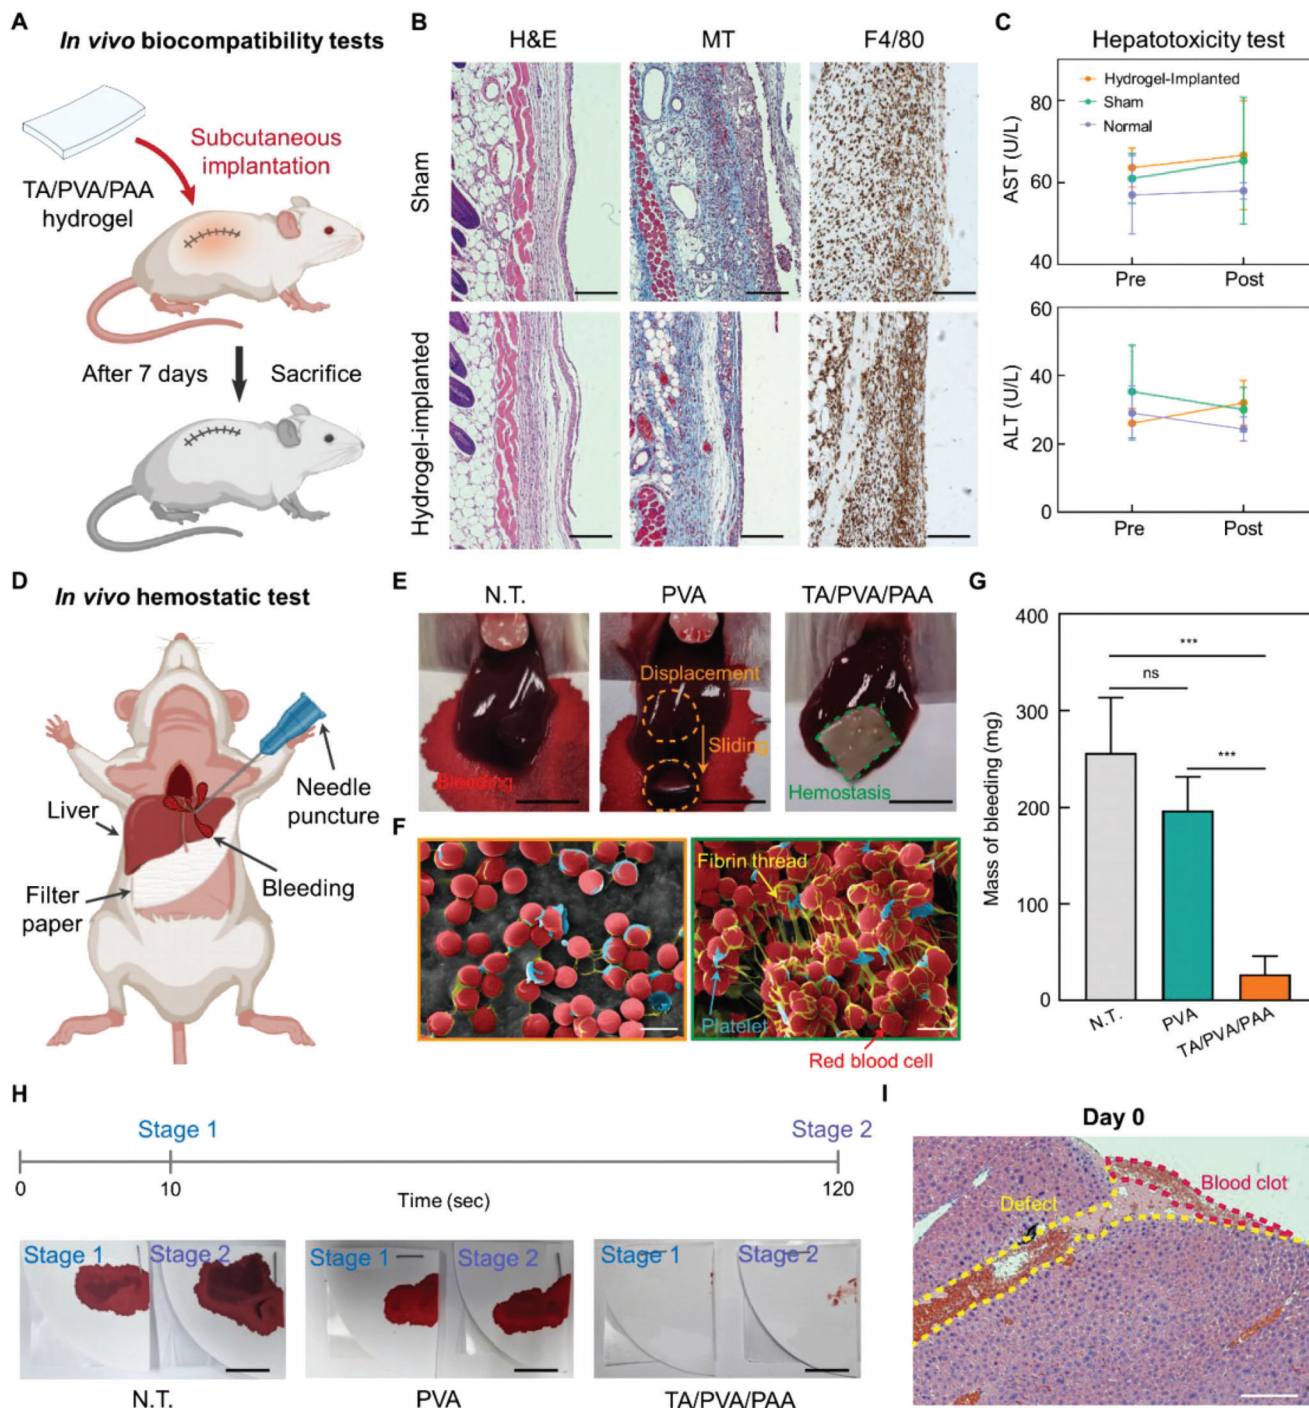 A
In vivo biocompatibility tests
Subcutaneous
implantation
TA/PVA/PAA
hydrogel
After 7 days
Sacrifice
B
H&E
MT
F4/80
Sham
Hydrogel-implanted
C
Hepatotoxicity test
Hydrogel-Implanted
Sham
Normal
AST (U/L)
80
60
40
Pre
Post
ALT (U/L)
60
40
20
0
Pre
Post
D
In vivo hemostatic test
Needle
puncture
Liver
Bleeding
Filter
paper
E
N.T.
PVA
TA/PVA/PAA
Bleeding
Displacement
Sliding
Hemostasis
F
Fibrin thread
Platelet
Red blood cell
G
Mass of bleeding (mg)
400
300
200
100
0
***
ns
***
N.T.
PVA
TA/PVA/PAA
H
Stage 1
Stage 2
0
10
Time (sec)
120
Stage 1
Stage 2
Stage 1
Stage 2
Stage 1
Stage 2
N.T.
PVA
TA/PVA/PAA
I
Day 0
Blood clot
Defect